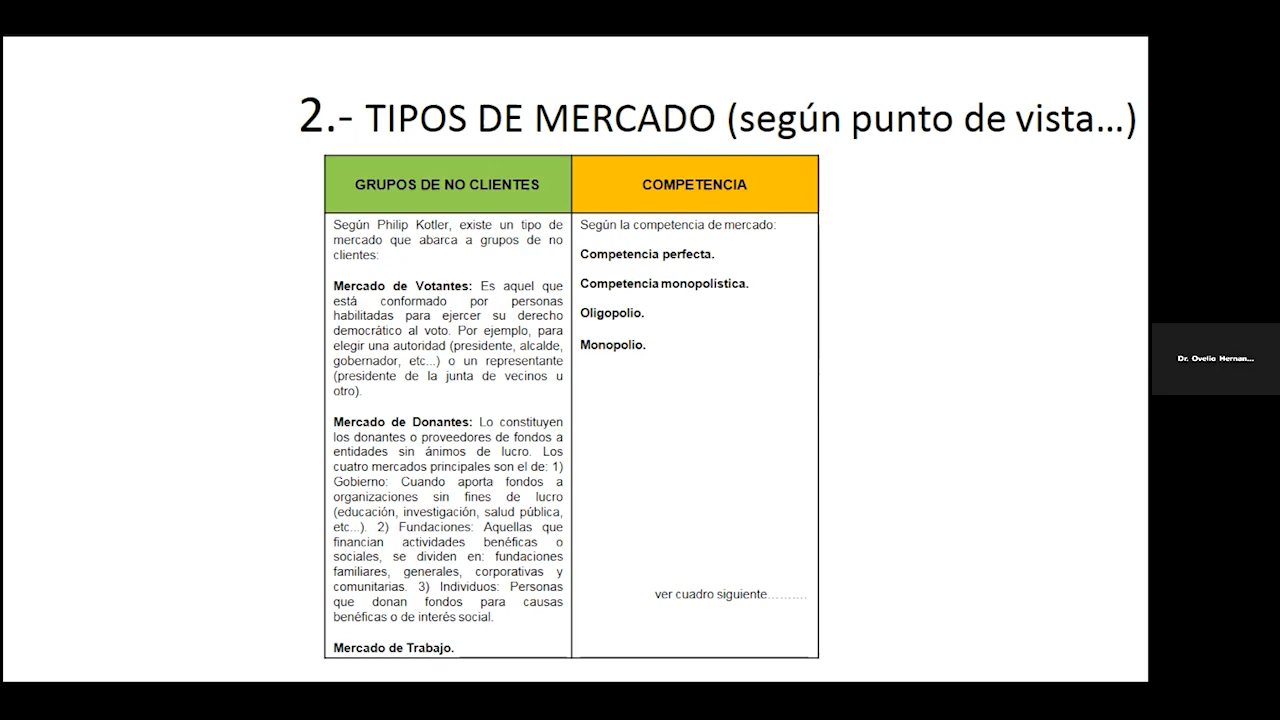 2.- TIPOS DE MERCADO (según punto de vista...)
GRUPOS DE NO CLIENTES
Según Philip Kotler, existe un tipo de
mercado que abarca a grupos de no
clientes:
Mercado de Votantes: Es aquel que
está conformado por personas
habilitadas para ejercer su derecho
democrático al voto. Por ejemplo, para
elegir una autoridad (presidente, alcalde,
gobernador, etc...) o un representante
(presidente de la junta de vecinos u
otro).
Mercado de Donantes: Lo constituyen
los donantes o proveedores de fondos a
entidades sin ánimos de lucro. Los
cuatro mercados principales son el de: 1)
Gobierno: Cuando aporta fondos a
organizaciones sin fines de lucro
(educación, investigación, salud pública,
etc...). 2) Fundaciones: Aquellas que
financian actividades benéficas o
sociales, se dividen en: fundaciones
familiares, generales, corporativas y
comunitarias. 3) Individuos: Personas
que donan fondos para causas
benéficas o de interés social.
Mercado de Trabajo.
COMPETENCIA
Según la competencia de mercado:
Competencia perfecta.
Competencia monopolística.
Oligopolio.
Monopolio.
ver cuadro siguiente..........
Dr. Ovelio Hernan...